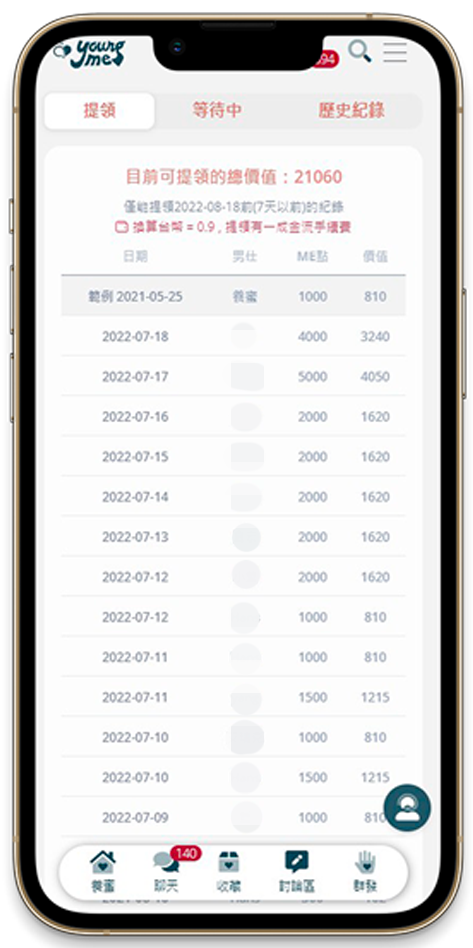 young me
94
提領 等待中 歷史紀錄
目前可提領的總價值：21060
僅能提領2022-08-18前(7天以前)的紀錄
換算台幣 = 0.9 , 提領有一成金流手續費
日期 男仕 ME點 價值
範例 2021-05-25 養蜜 1000 810
2022-07-18 4000 3240
2022-07-17 5000 4050
2022-07-16 2000 1620
2022-07-15 2000 1620
2022-07-14 2000 1620
2022-07-13 2000 1620
2022-07-12 2000 1620
2022-07-12 1000 810
2022-07-11 1000 810
2022-07-11 1500 1215
2022-07-10 1000 810
2022-07-10 1500 1215
2022-07-09 1000 810
140
養蜜 聊天 收藏 討論區 群發